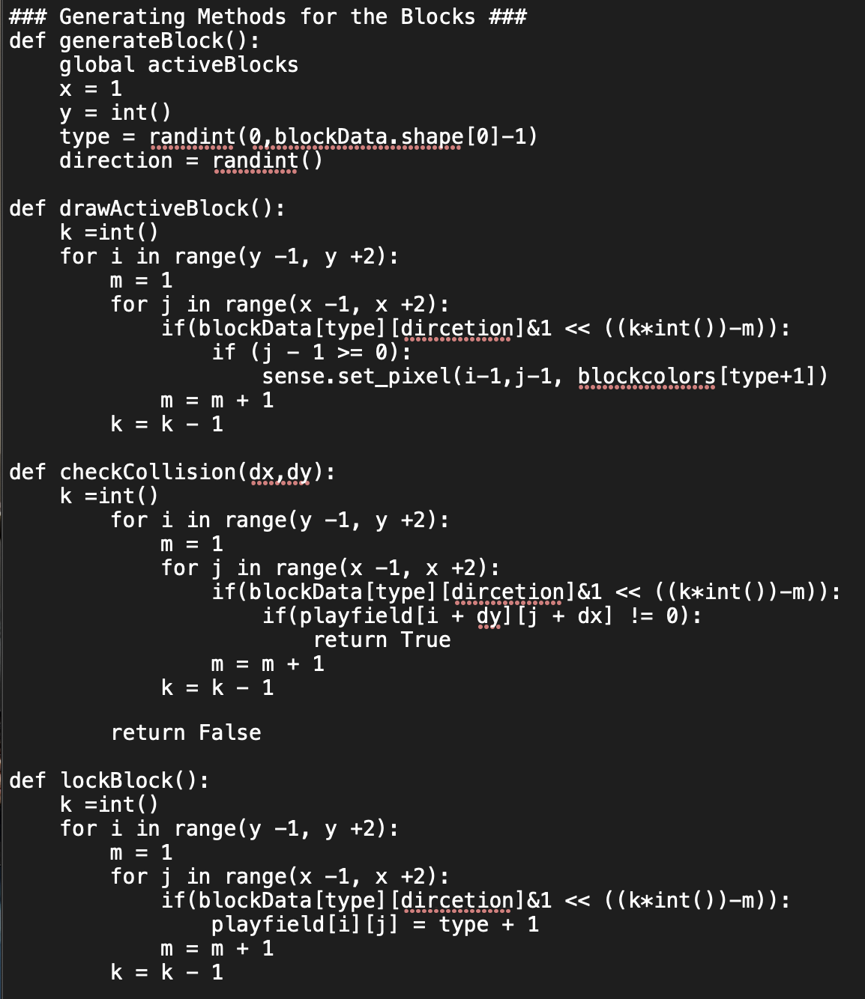 ### Generating Methods for the Blocks ###
def generateBlock():
    global activeBlocks
    x = 1
    y = int()
    type = randint(0,blockData.shape[0]-1)
    direction = randint()

def drawActiveBlock():
    k =int()
    for i in range(y -1, y +2):
        m = 1
        for j in range(x -1, x +2):
            if(blockData[type][dircetion]&1 << ((k*int())-m)):
                if (j - 1 >= 0):
                    sense.set_pixel(i-1,j-1, blockcolors[type+1])
            m = m + 1
        k = k - 1

def checkCollision(dx,dy):
    k =int()
        for i in range(y -1, y +2):
            m = 1
            for j in range(x -1, x +2):
                if(blockData[type][dircetion]&1 << ((k*int())-m)):
                    if(playfield[i + dy][j + dx] != 0):
                        return True
                m = m + 1
            k = k - 1

        return False

def lockBlock():
    k =int()
    for i in range(y -1, y +2):
        m = 1
        for j in range(x -1, x +2):
            if(blockData[type][dircetion]&1 << ((k*int())-m)):
                playfield[i][j] = type + 1
            m = m + 1
        k = k - 1